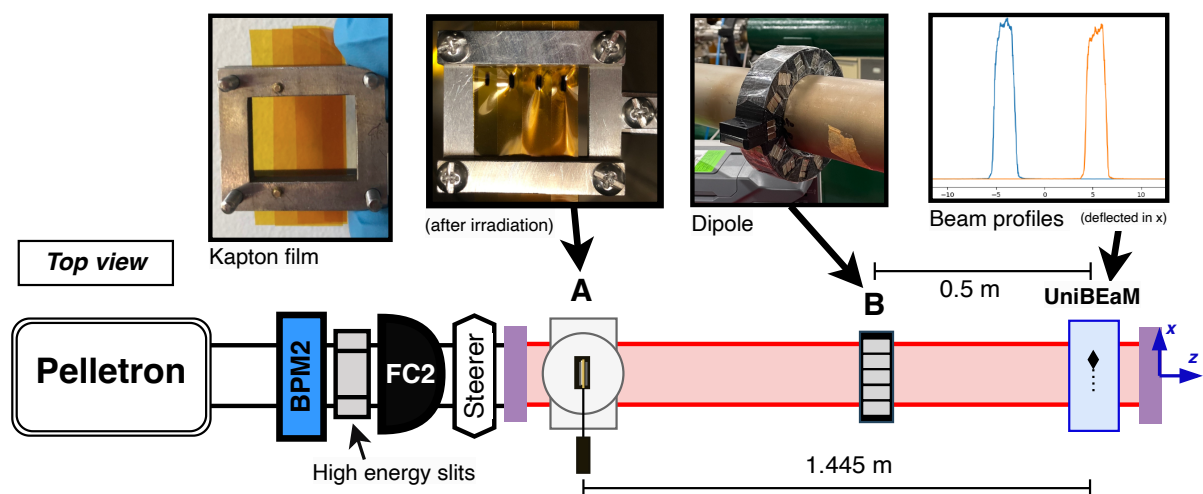 −10 −5 0 5 10
(after irradiation)
Dipole
Beam profiles (deflected in x)
Kapton film
Top view
A
0.5 m
B
UniBEaM
Pelletron
BPM2
FC2
Steerer
x
z
High energy slits
1.445 m